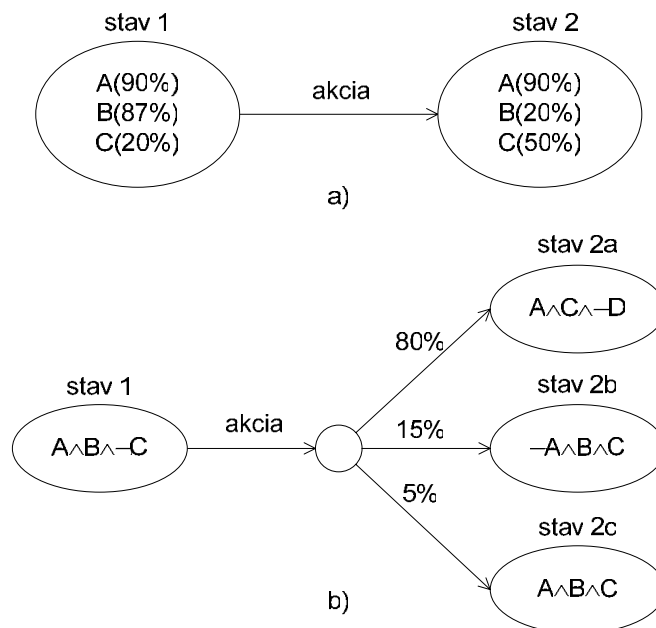 stav 1
stav 2
A(90%)
B(87%)
C(20%)
akcia
A(90%)
B(20%)
C(50%)
a)
stav 2a
A∧C∧¬D
80%
stav 1
akcia
A∧B∧¬C
15%
stav 2b
¬A∧B∧C
5%
stav 2c
A∧B∧C
b)